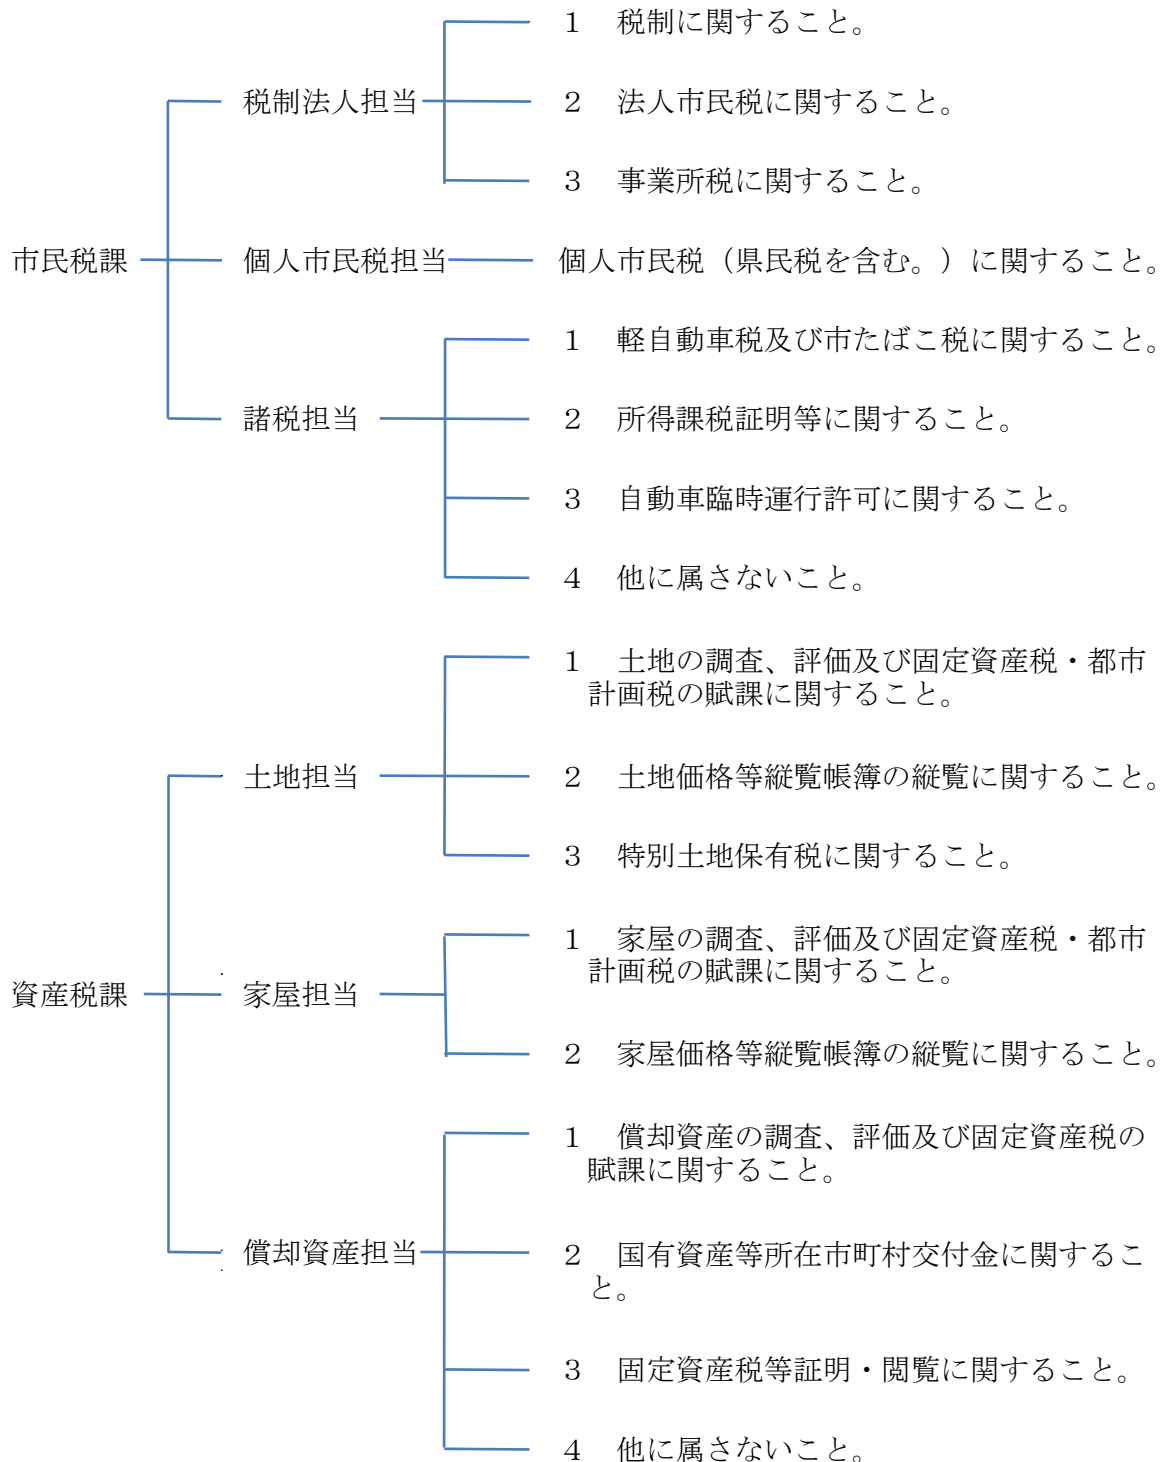 市民税課
税制法人担当
１　税制に関すること。
２　法人市民税に関すること。
３　事業所税に関すること。
個人市民税担当
個人市民税（県民税を含む。）に関すること。
諸税担当
１　軽自動車税及び市たばこ税に関すること。
２　所得課税証明等に関すること。
３　自動車臨時運行許可に関すること。
４　他に属さないこと。
資産税課
土地担当
１　土地の調査、評価及び固定資産税・都市
計画税の賦課に関すること。
２　土地価格等縦覧帳簿の縦覧に関すること。
３　特別土地保有税に関すること。
家屋担当
１　家屋の調査、評価及び固定資産税・都市
計画税の賦課に関すること。
２　家屋価格等縦覧帳簿の縦覧に関すること。
償却資産担当
１　償却資産の調査、評価及び固定資産税の
賦課に関すること。
２　国有資産等所在市町村交付金に関するこ
と。
３　固定資産税等証明・閲覧に関すること。
４　他に属さないこと。